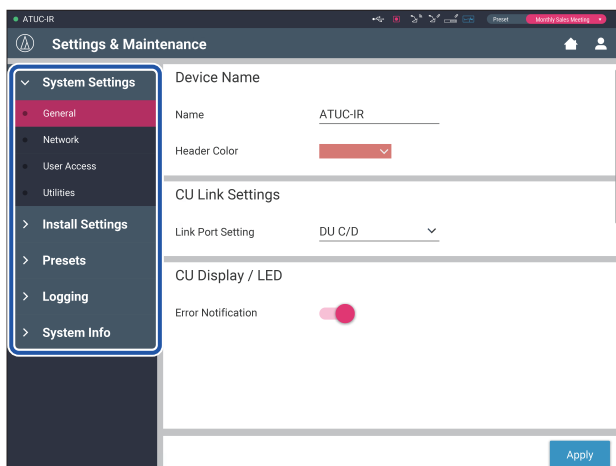 ATUC-IR
Preset
Monthly Sales Meeting
Settings & Maintenance
System Settings
General
Network
User Access
Utilities
Install Settings
Presets
Logging
System Info
Device Name
Name
ATUC-IR
Header Color
CU Link Settings
Link Port Setting
DU C/D
CU Display / LED
Error Notification
Apply